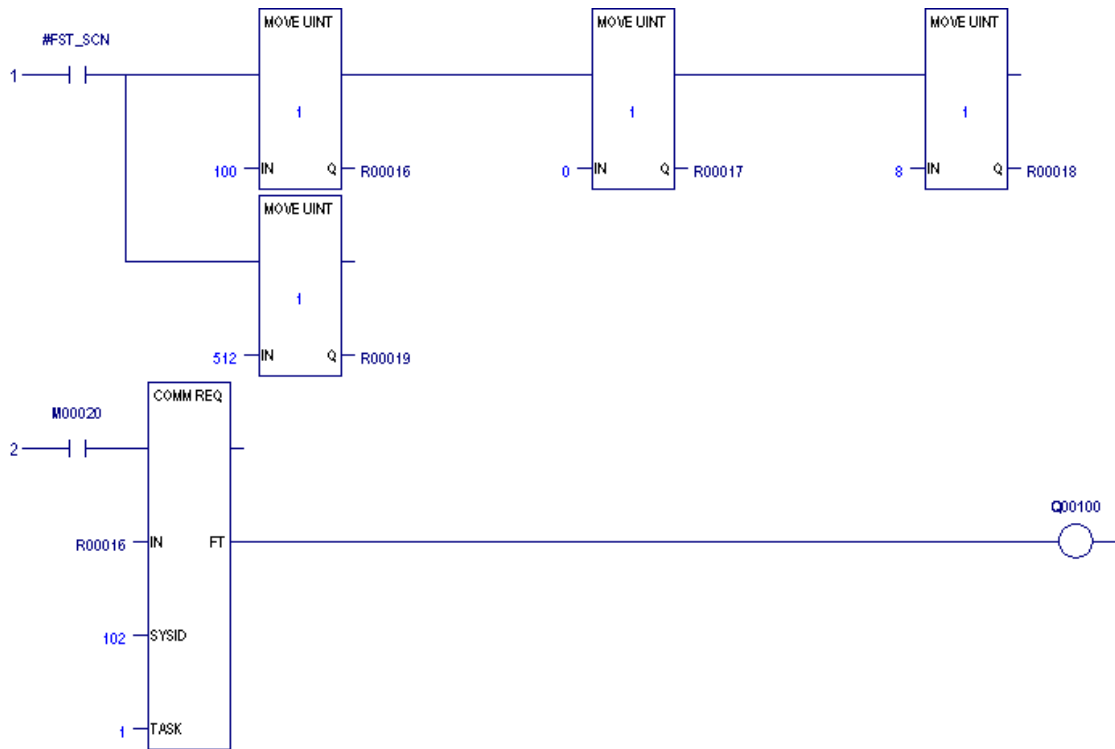 MOVE UINT MOVE UINT MOVE UINT
#FST_SCN
1
1 1 1
100 IN Q R00016 0 IN Q R00017 8 IN Q R00018
MOVE UINT
1
512 IN Q R00019
COMM REQ
M00020
2
Q00100
R00016 IN FT
102 SYSID
1 TASK